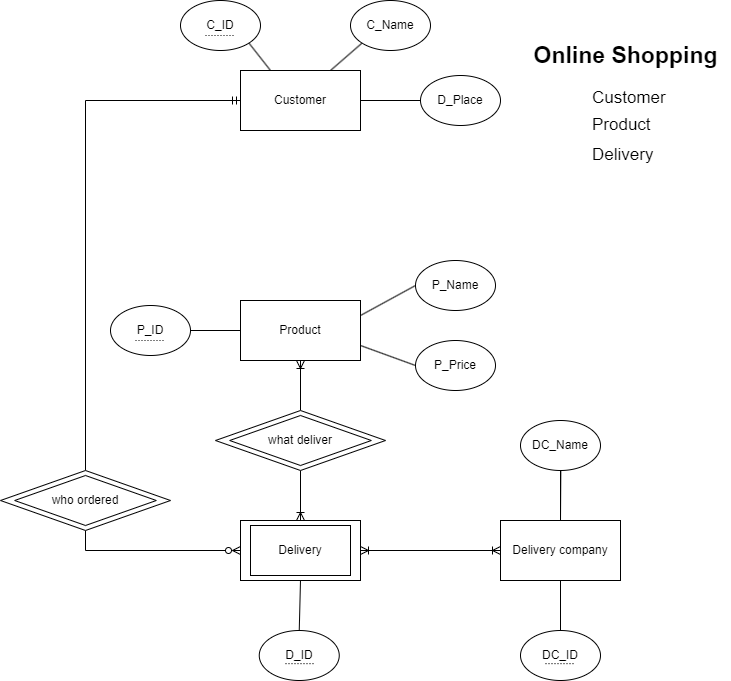 C_ID
C_Name
Online Shopping
Customer
D_Place
Customer
Product
Delivery
P_Name
P_ID
Product
P_Price
what deliver
DC_Name
who ordered
Delivery
Delivery company
D_ID
DC_ID